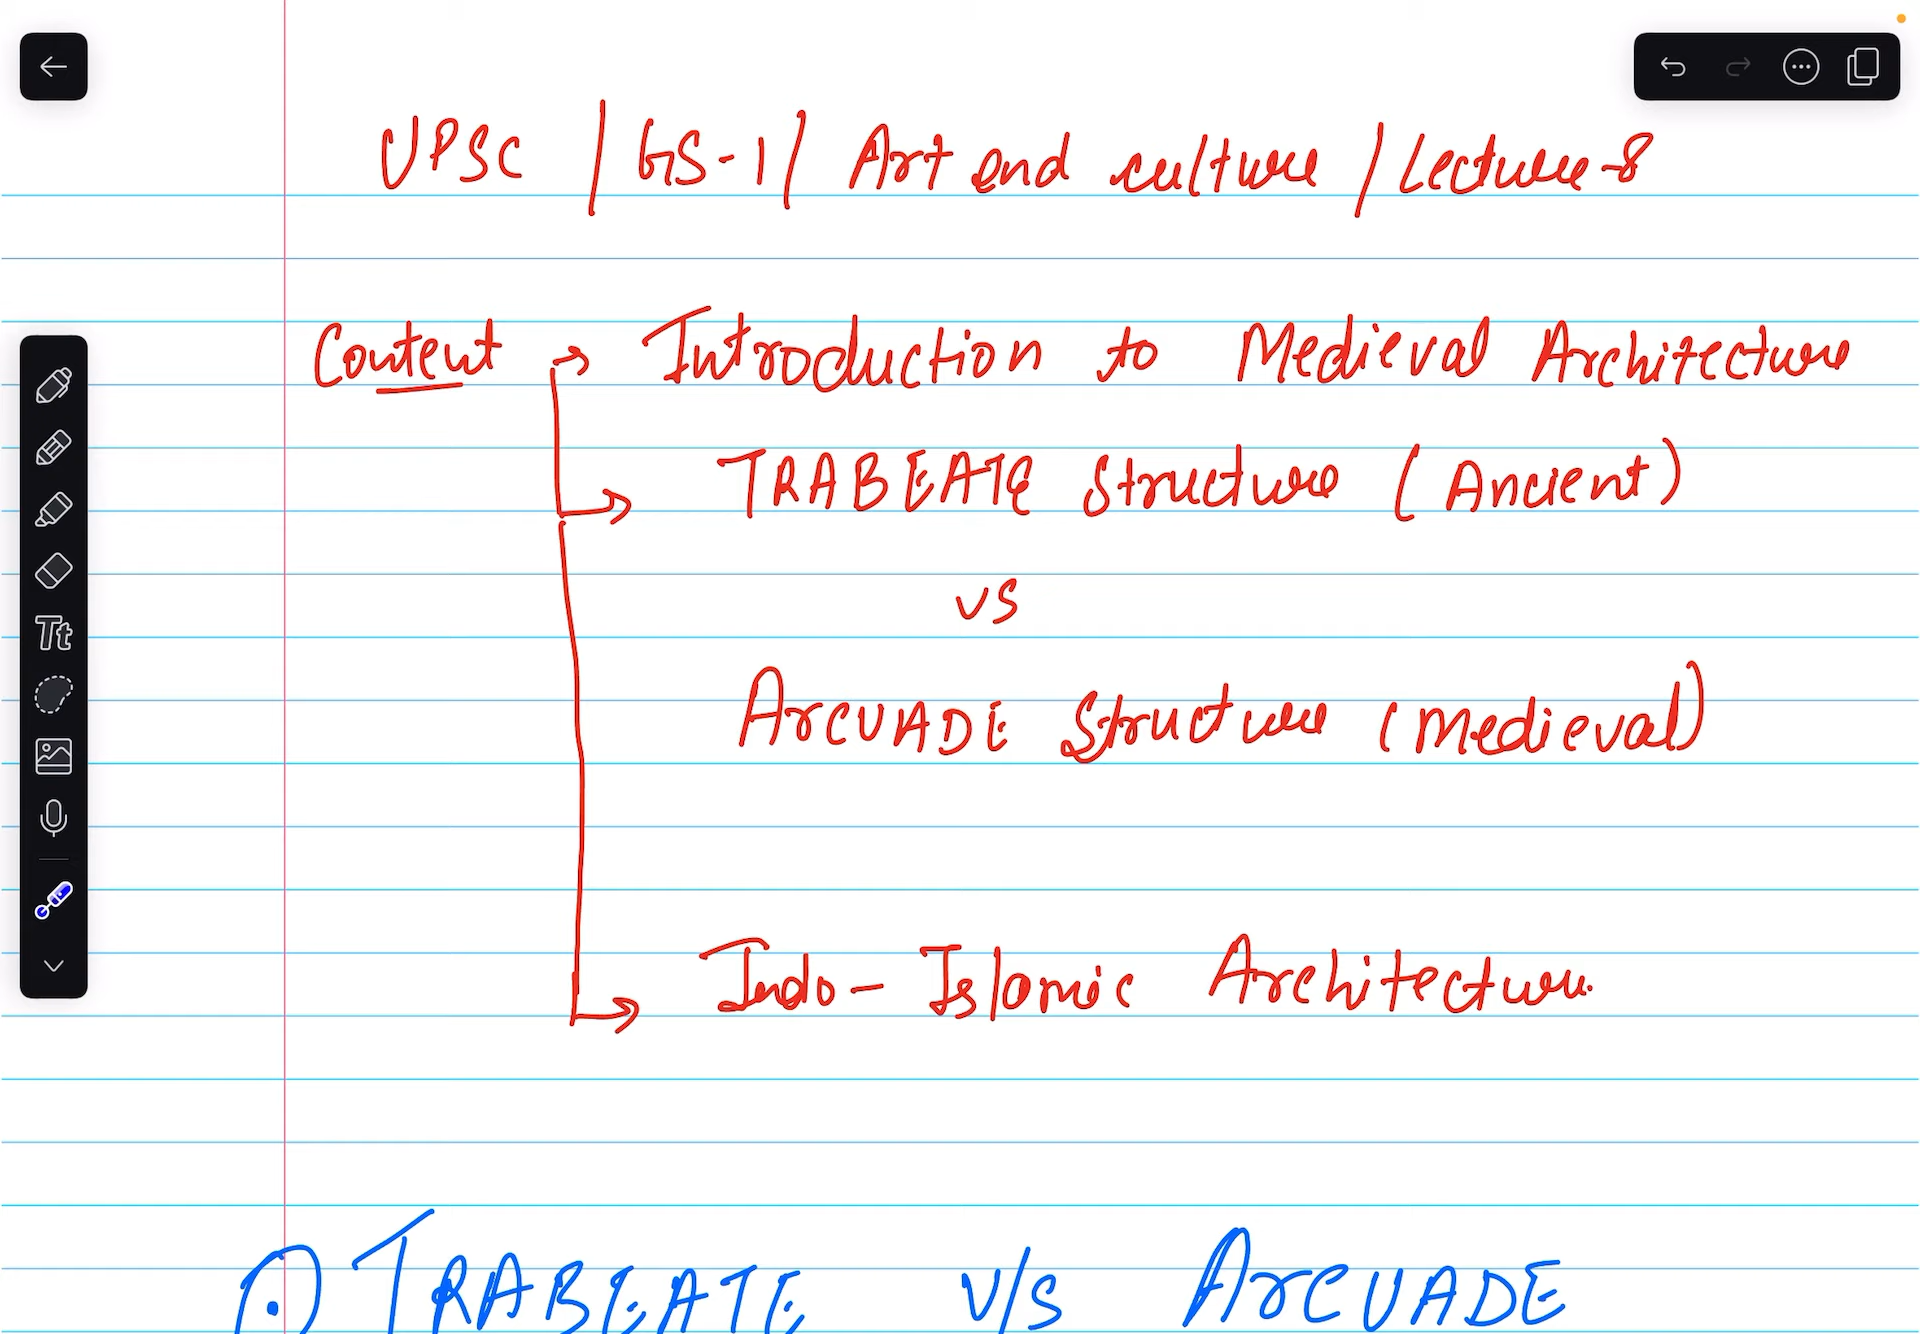 UPSC / GS-1 / Art and culture / Lecture-8
Content → Introduction to Medieval Architecture
→ TRABEATE Structure (Ancient)
vs
ArcUADE Structure (Medieval)
→ Indo-Islamic Architecture.
TRABEATE v/s ArCUADE
Tt